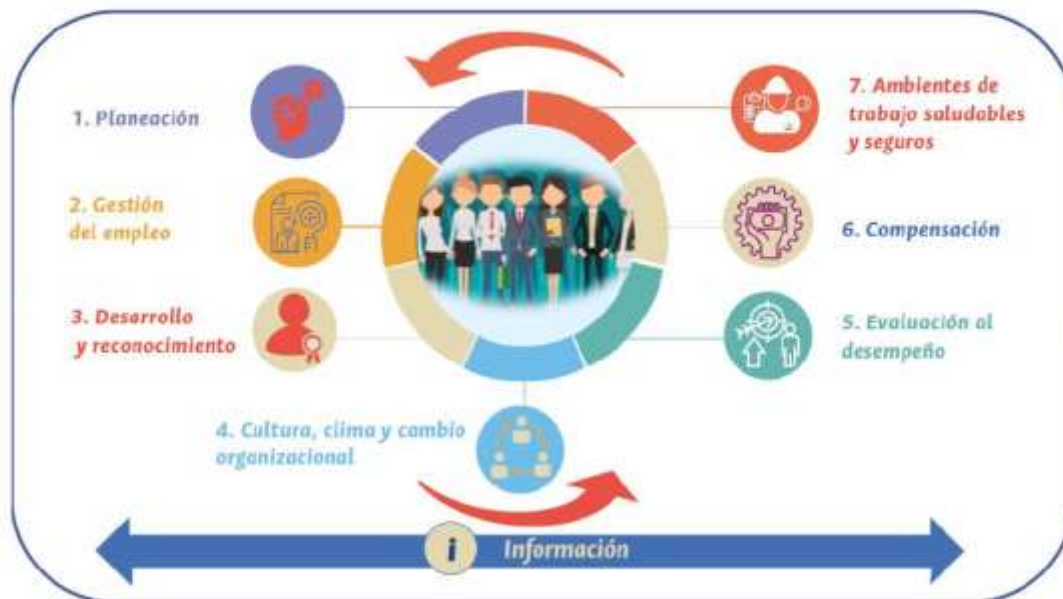 1. Planeación
2. Gestión
del empleo
3. Desarrollo
y reconocimiento
4. Cultura, clima y cambio
organizacional
5. Evaluación al
desempeño
6. Compensación
7. Ambientes de
trabajo saludables
y seguros
i
Información